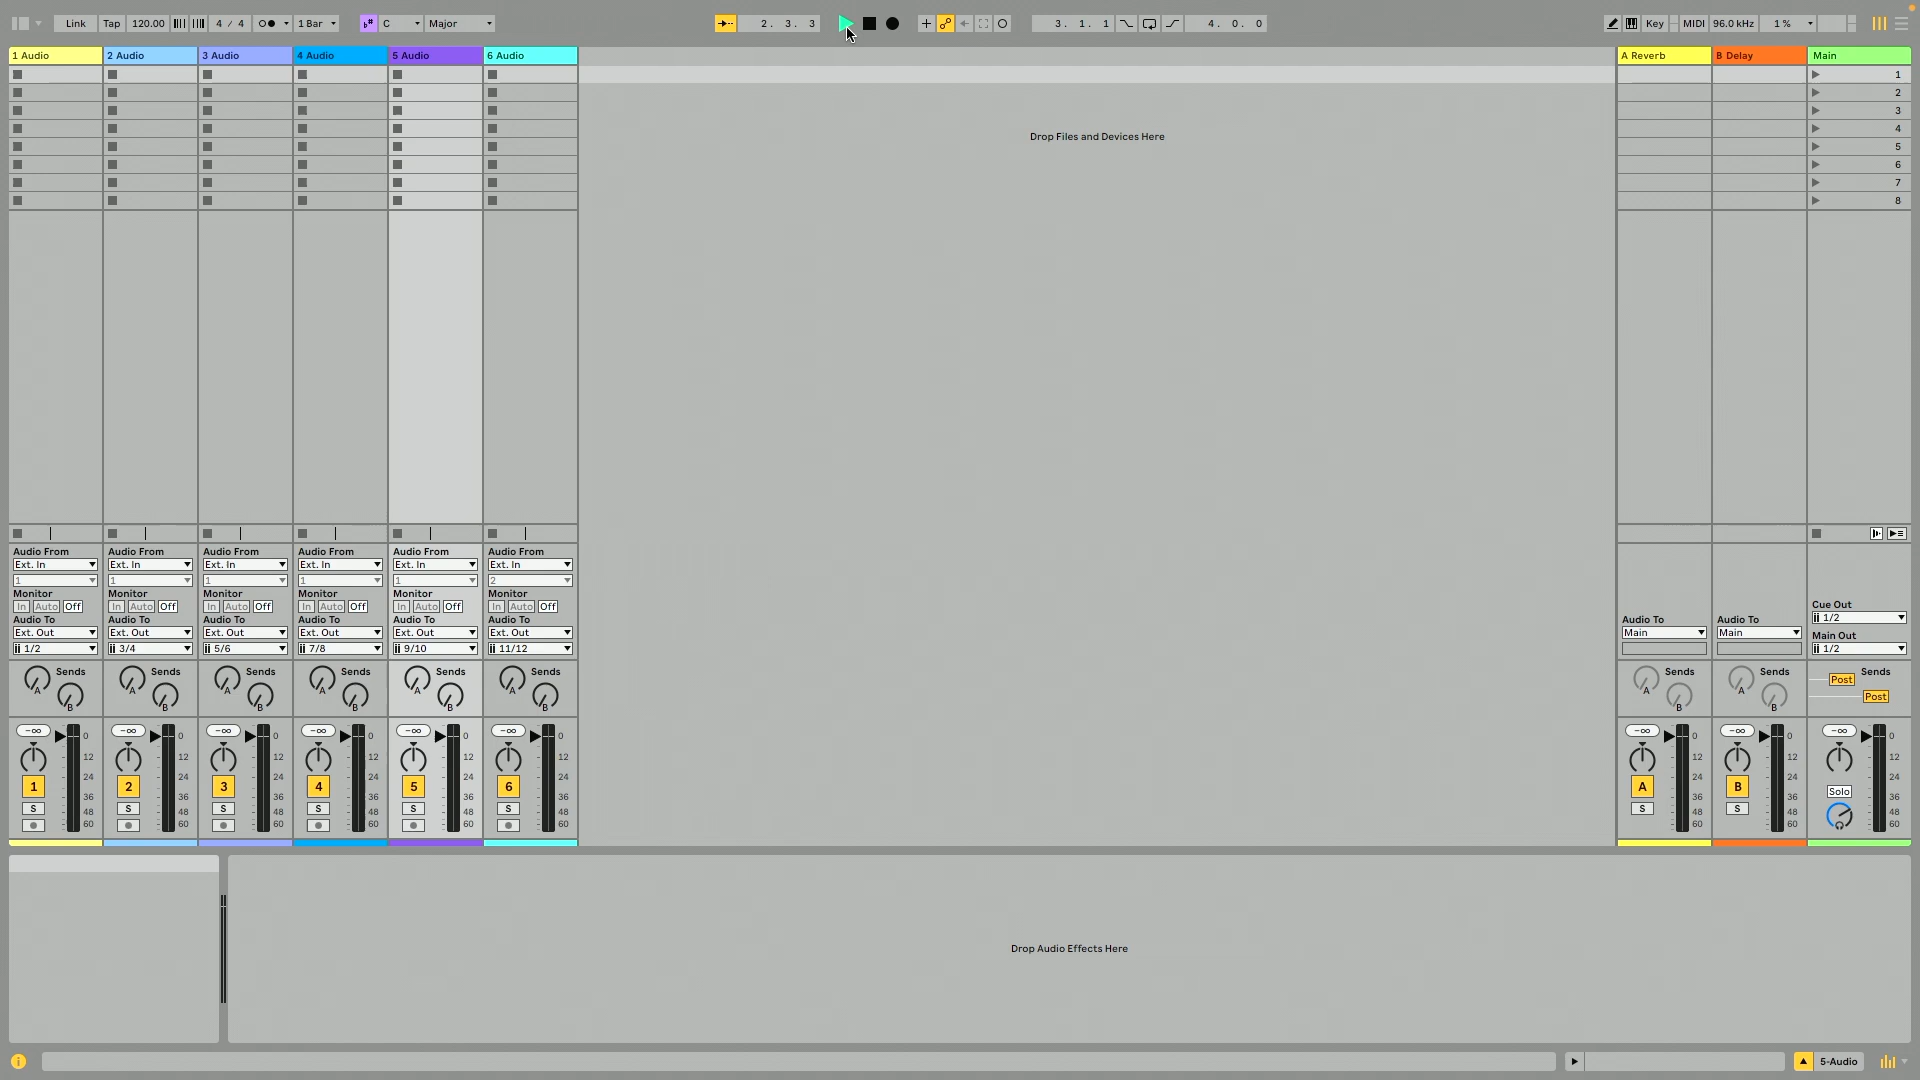 Link Tap 120.00 4 / 4 1 Bar C Major 2. 3. 3 3. 1. 1 4. 0. 0 Key MIDI 96.0 kHz 1 %
1 Audio 2 Audio 3 Audio 4 Audio 5 Audio 6 Audio A Reverb B Delay Main
1
2
3
Drop Files and Devices Here
4
5
6
7
8
Audio From Audio From Audio From Audio From Audio From Audio From
Ext. In Ext. In Ext. In Ext. In Ext. In Ext. In
1 1 1 1 1 2
Monitor Monitor Monitor Monitor Monitor Monitor
In Auto Off In Auto Off In Auto Off In Auto Off In Auto Off In Auto Off
Cue Out
1/2
Audio To Audio To Audio To Audio To Audio To Audio To Audio To Audio To
Ext. Out Ext. Out Ext. Out Ext. Out Ext. Out Ext. Out Main Main
Main Out
1/2 3/4 5/6 7/8 9/10 11/12 1/2
Sends Sends Sends Sends Sends Sends Sends Sends Sends
Post
A A A A A A A A
Post
B B B B B B B B
-∞ -∞ -∞ -∞ -∞ -∞ -∞ -∞ -∞
0 0 0 0 0 0 0 0 0
12 12 12 12 12 12 12 12 12
24 24 24 24 24 24 24 24 24
1 2 3 4 5 6 A B Solo
36 36 36 36 36 36 36 36 36
S S S S S S S S
48 48 48 48 48 48 48 48 48
60 60 60 60 60 60 60 60 60
Drop Audio Effects Here
5-Audio